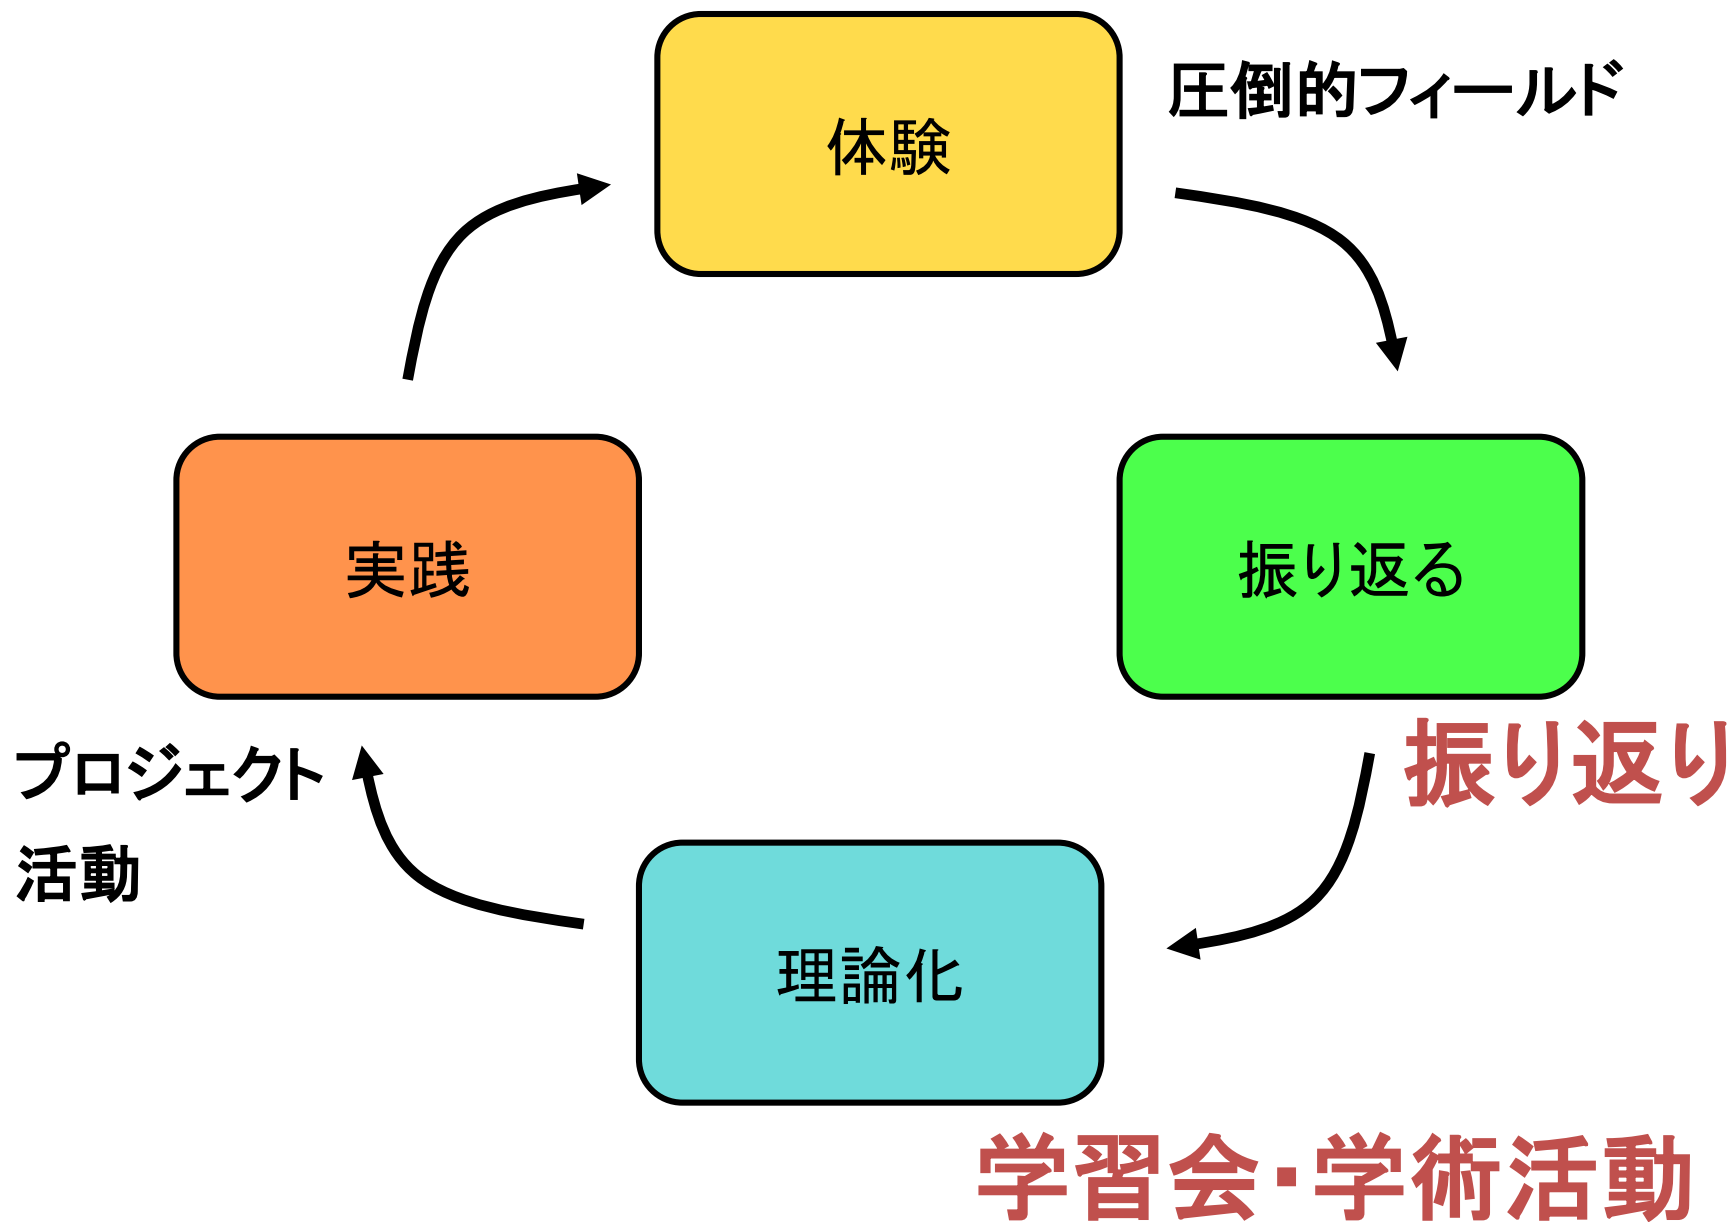 体験
圧倒的フィールド
実践
振り返る
プロジェクト
活動
振り返り
理論化
学習会・学術活動